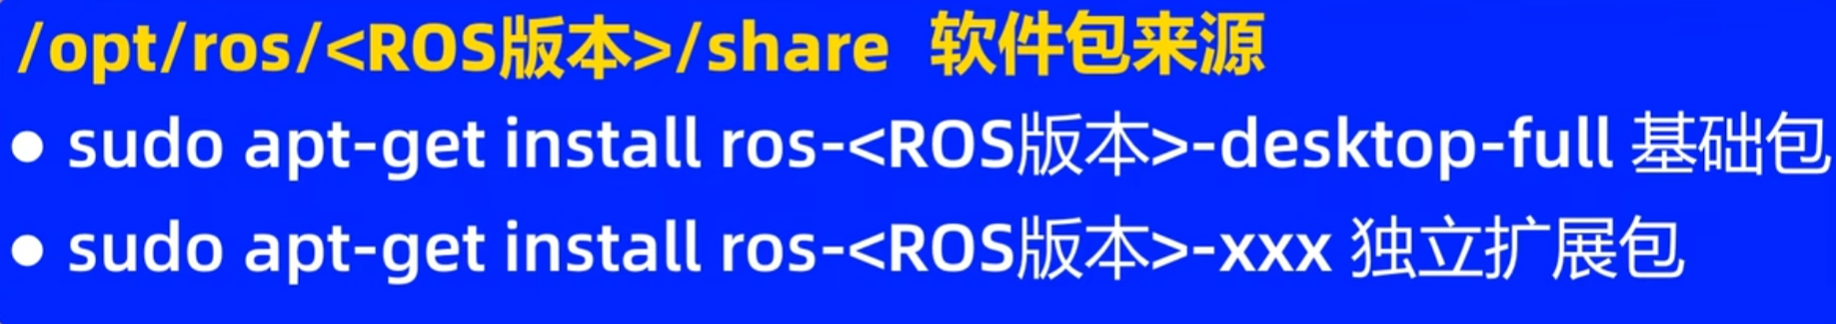 /opt/ros/<ROS版本>/share 软件包来源
● sudo apt-get install ros-<ROS版本>-desktop-full 基础包
● sudo apt-get install ros-<ROS版本>-xxx 独立扩展包